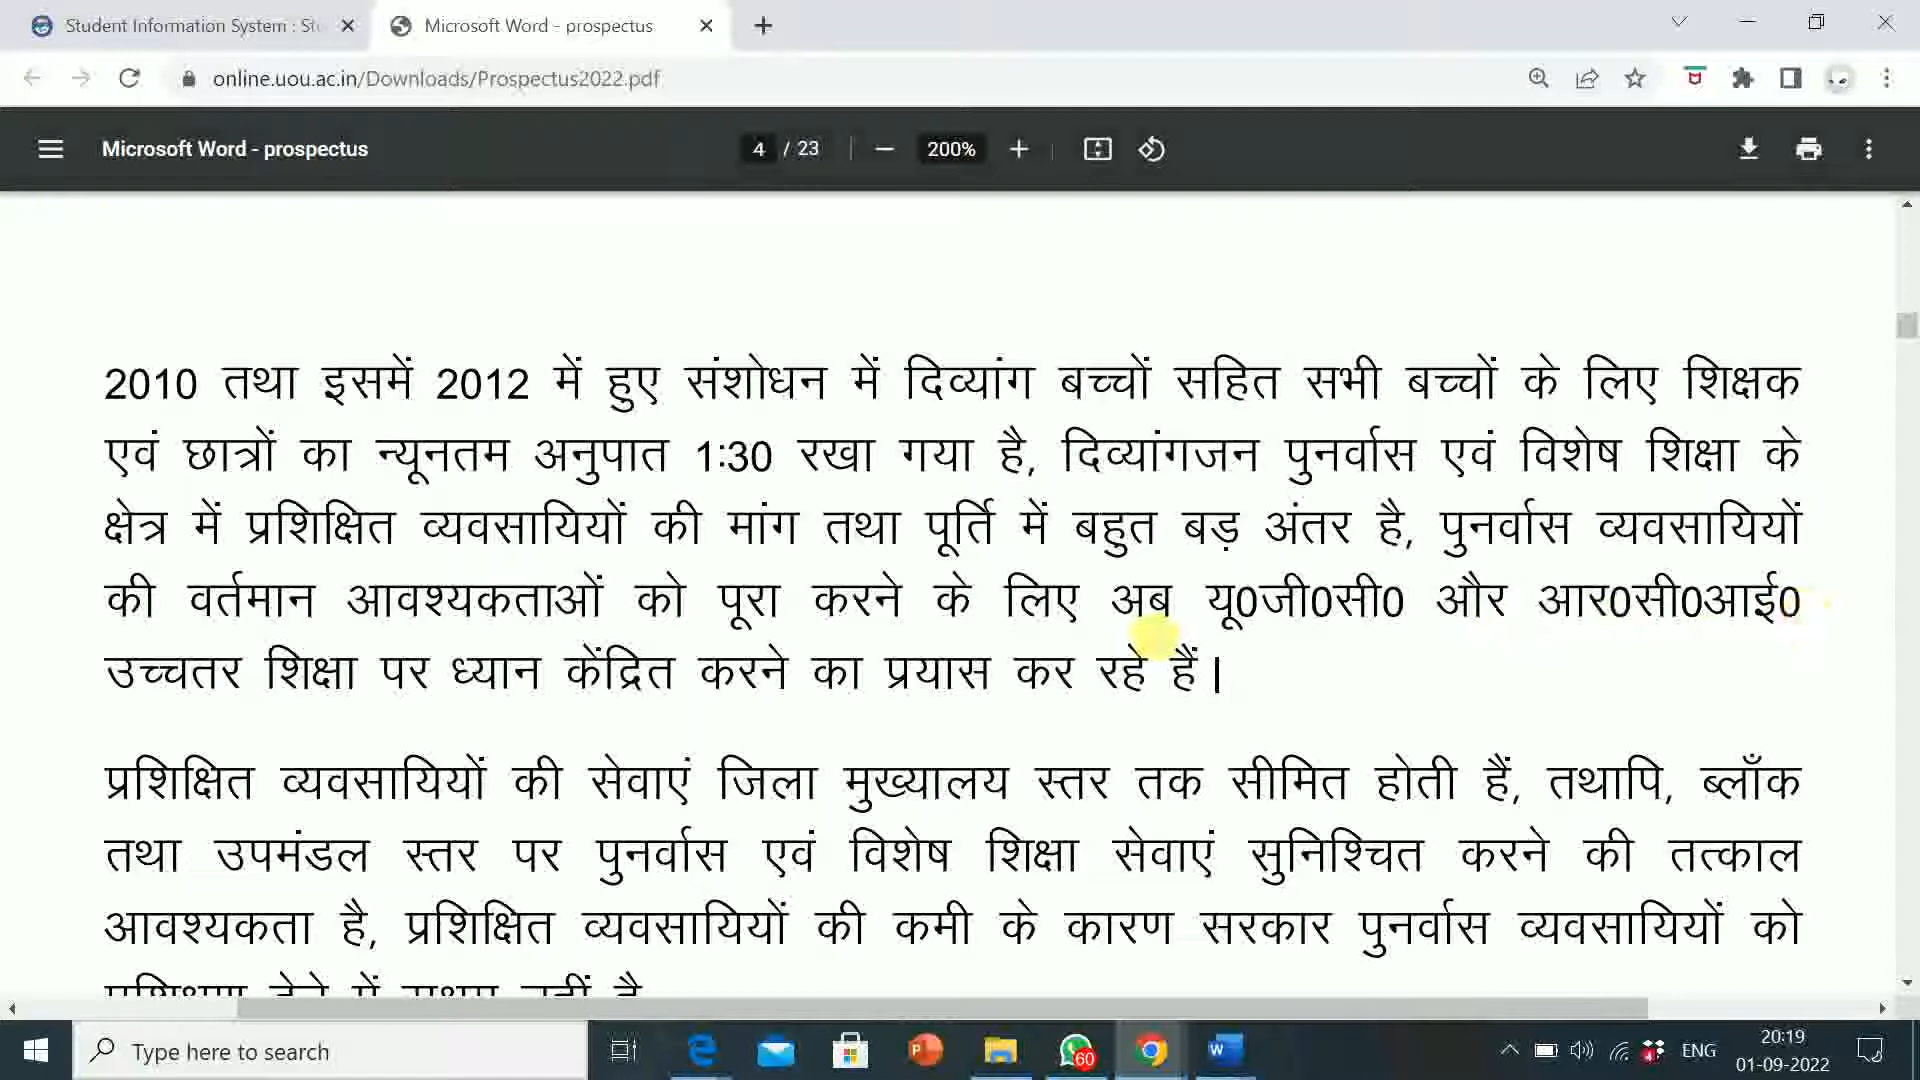 Student Information System : St
Microsoft Word - prospectus
online.uou.ac.in/Downloads/Prospectus2022.pdf
Microsoft Word - prospectus
4 / 23
200%
2010 तथा इसमें 2012 में हुए संशोधन में दिव्यांग बच्चों सहित सभी बच्चों के लिए शिक्षक
एवं छात्रों का न्यूनतम अनुपात 1:30 रखा गया है, दिव्यांगजन पुनर्वास एवं विशेष शिक्षा के
क्षेत्र में प्रशिक्षित व्यवसायियों की मांग तथा पूर्ति में बहुत बड़ अंतर है, पुनर्वास व्यवसायियों
की वर्तमान आवश्यकताओं को पूरा करने के लिए अब यू0जी0सी0 और आर0सी0आई0
उच्चतर शिक्षा पर ध्यान केंद्रित करने का प्रयास कर रहे हैं।
प्रशिक्षित व्यवसायियों की सेवाएं जिला मुख्यालय स्तर तक सीमित होती हैं, तथापि, ब्लॉंक
तथा उपमंडल स्तर पर पुनर्वास एवं विशेष शिक्षा सेवाएं सुनिश्चित करने की तत्काल
आवश्यकता है, प्रशिक्षित व्यवसायियों की कमी के कारण सरकार पुनर्वास व्यवसायियों को
Type here to search
60
4
ENG
20:19
01-09-2022